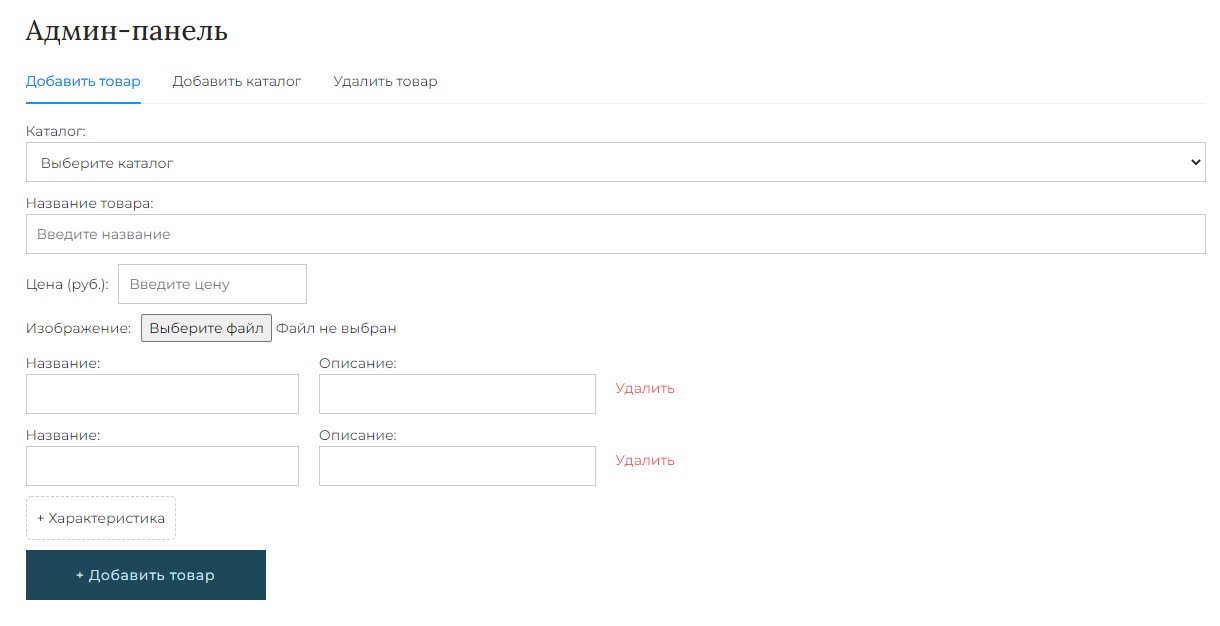 Админ-панель
Добавить товар Добавить каталог Удалить товар
Каталог:
Выберите каталог
Название товара:
Введите название
Цена (руб.): Введите цену
Изображение: Выберите файл Файл не выбран
Название: Описание:
Удалить
Название: Описание:
Удалить
+ Характеристика
+ Добавить товар